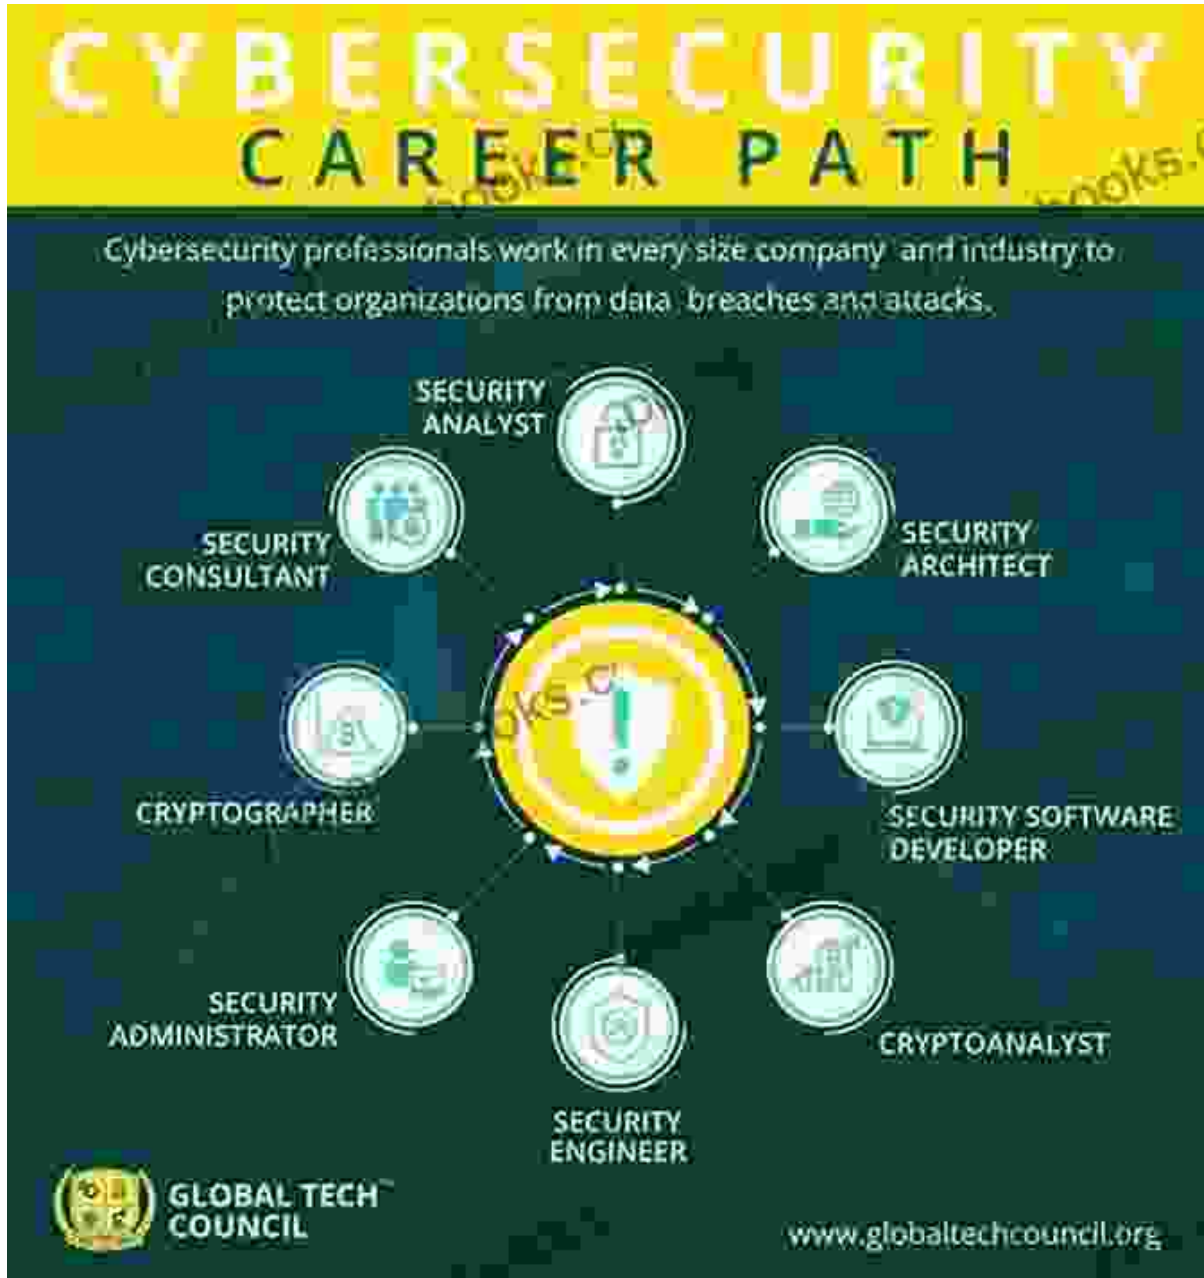 CYBERSECURITY
CAREER PATH
Cybersecurity professionals work in every size company and industry to
protect organizations from data breaches and attacks.
SECURITY
ANALYST
SECURITY
ARCHITECT
SECURITY SOFTWARE
DEVELOPER
CRYPTOANALYST
SECURITY
ENGINEER
SECURITY
ADMINISTRATOR
CRYPTOGRAPHER
SECURITY
CONSULTANT
GLOBAL TECH™
COUNCIL
www.globaltechcouncil.org